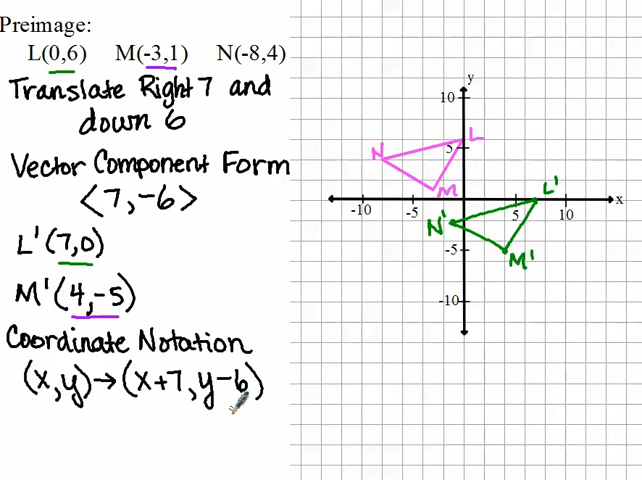 Preimage:
L(0,6) M(-3,1) N(-8,4)
Translate Right 7 and
down 6
Vector Component Form
<7,-6>
L'(7,0)
M'(4,-5)
Coordinate Notation
(x,y)→(x+7,y-6)
y
10
L
5
N
M
L'
-10 -5 5 10 x
N'
-5
M'
-10